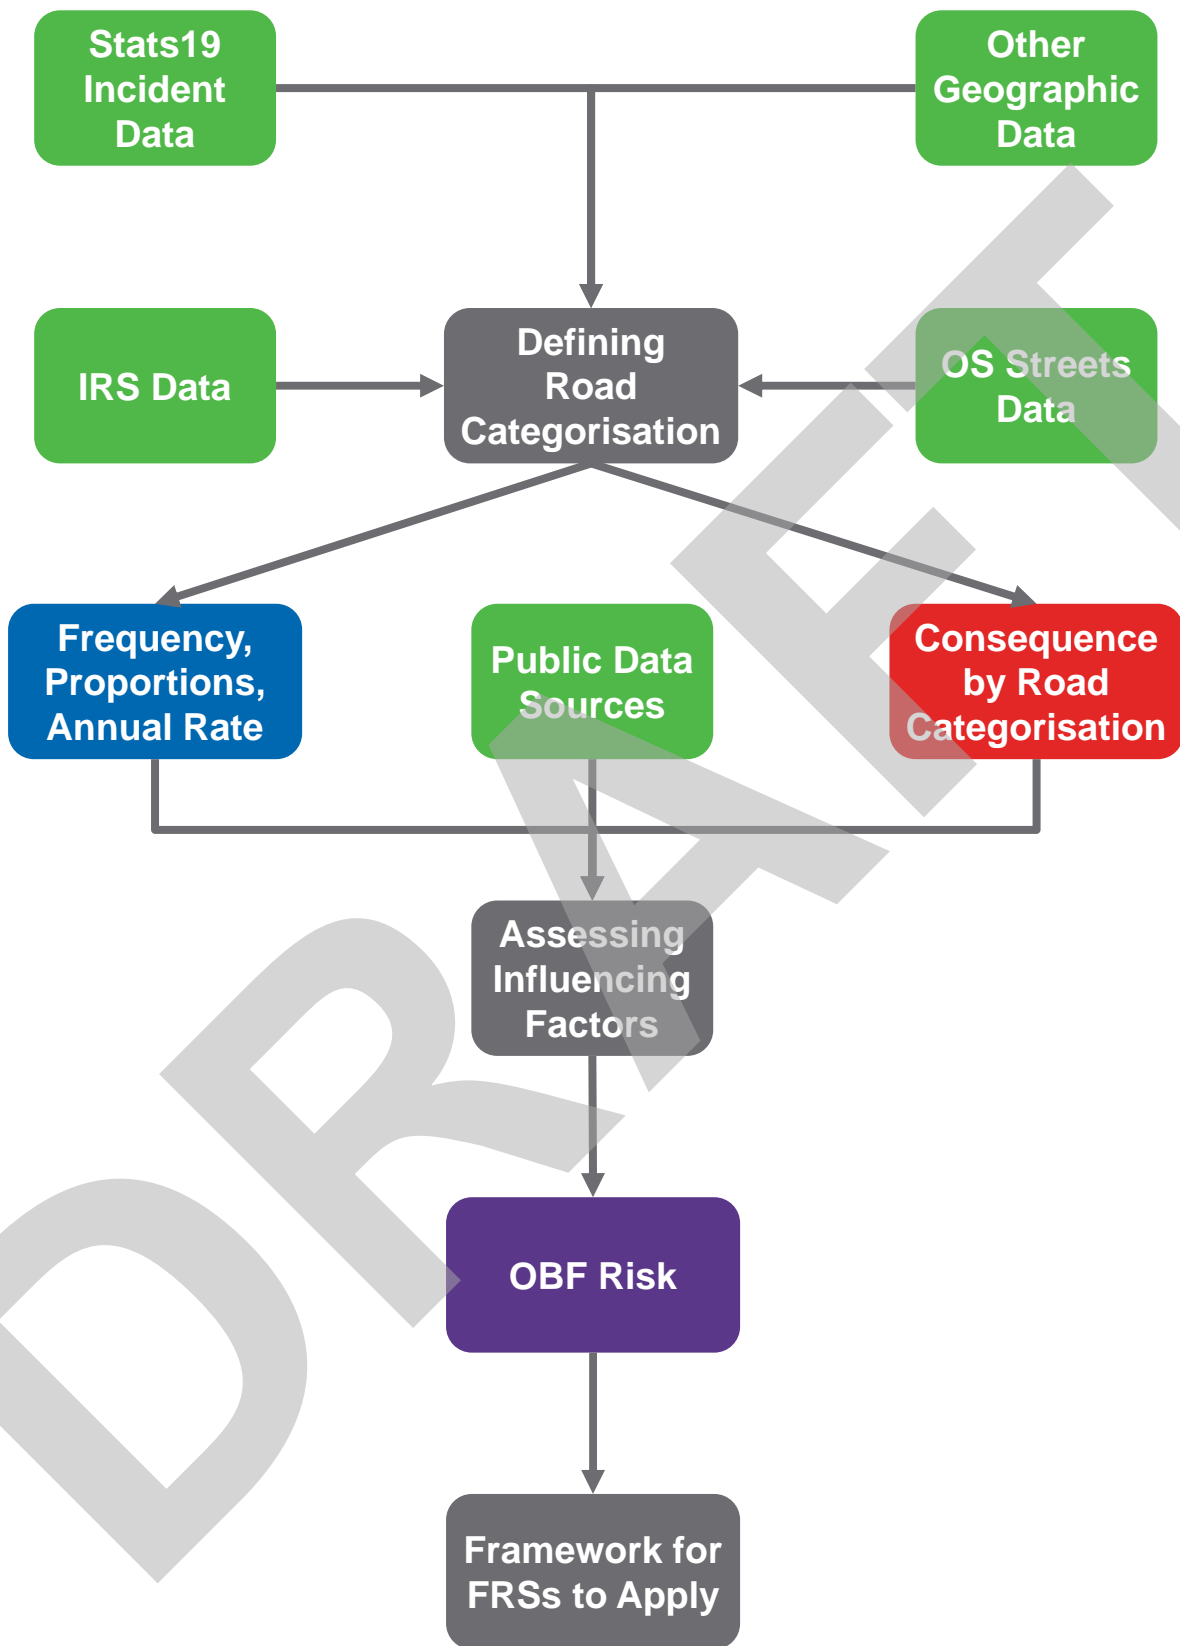 Stats19
Incident
Data
Other
Geographic
Data
IRS Data
Defining
Road
Categorisation
OS Streets
Data
Frequency,
Proportions,
Annual Rate
Public Data
Sources
Consequence
by Road
Categorisation
Assessing
Influencing
Factors
OBF Risk
Framework for
FRSs to Apply
DRAFT